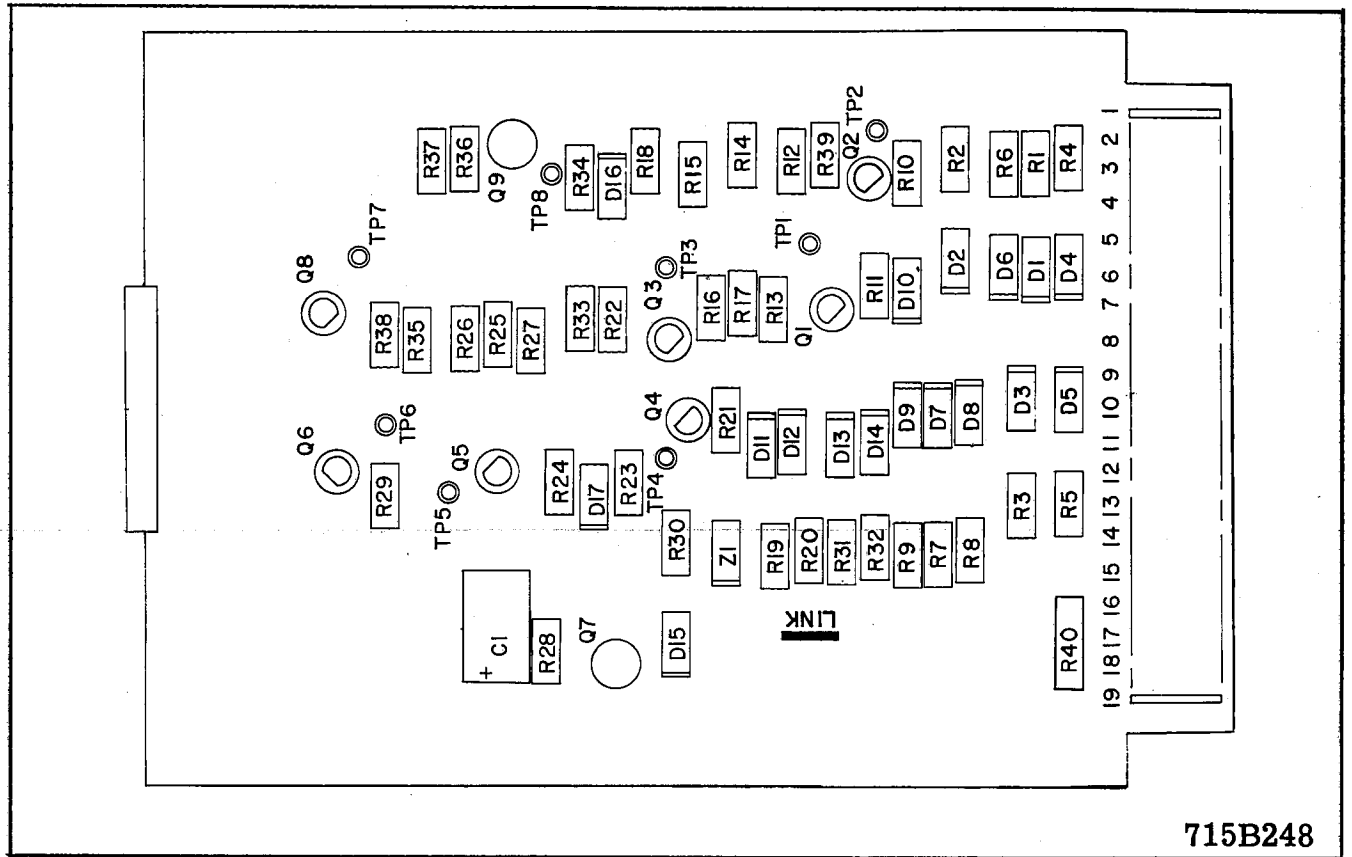 1
2
3
4
5
6
7
8
9
10
11
12
13
14
15
16
17
18
19
TP2
R37
R36
Q9
TP8
R34
D16
R18
R15
R14
R12
R39
Q2
R10
R2
R6
R1
R4
TP7
Q8
TP3
Q3
TP1
R38
R35
R26
R25
R27
R33
R22
R16
R17
R13
Q1
R11
D10
D2
D6
D1
D4
Q6
TP6
Q5
TP5
R29
R24
D17
R23
TP4
Q4
R21
D11
D12
D13
D14
D9
D7
D8
D3
D5
R30
Z1
R19
R20
R31
R32
R9
R7
R8
R3
R5
+
C1
R28
Q7
D15
LINK
R40
715B248